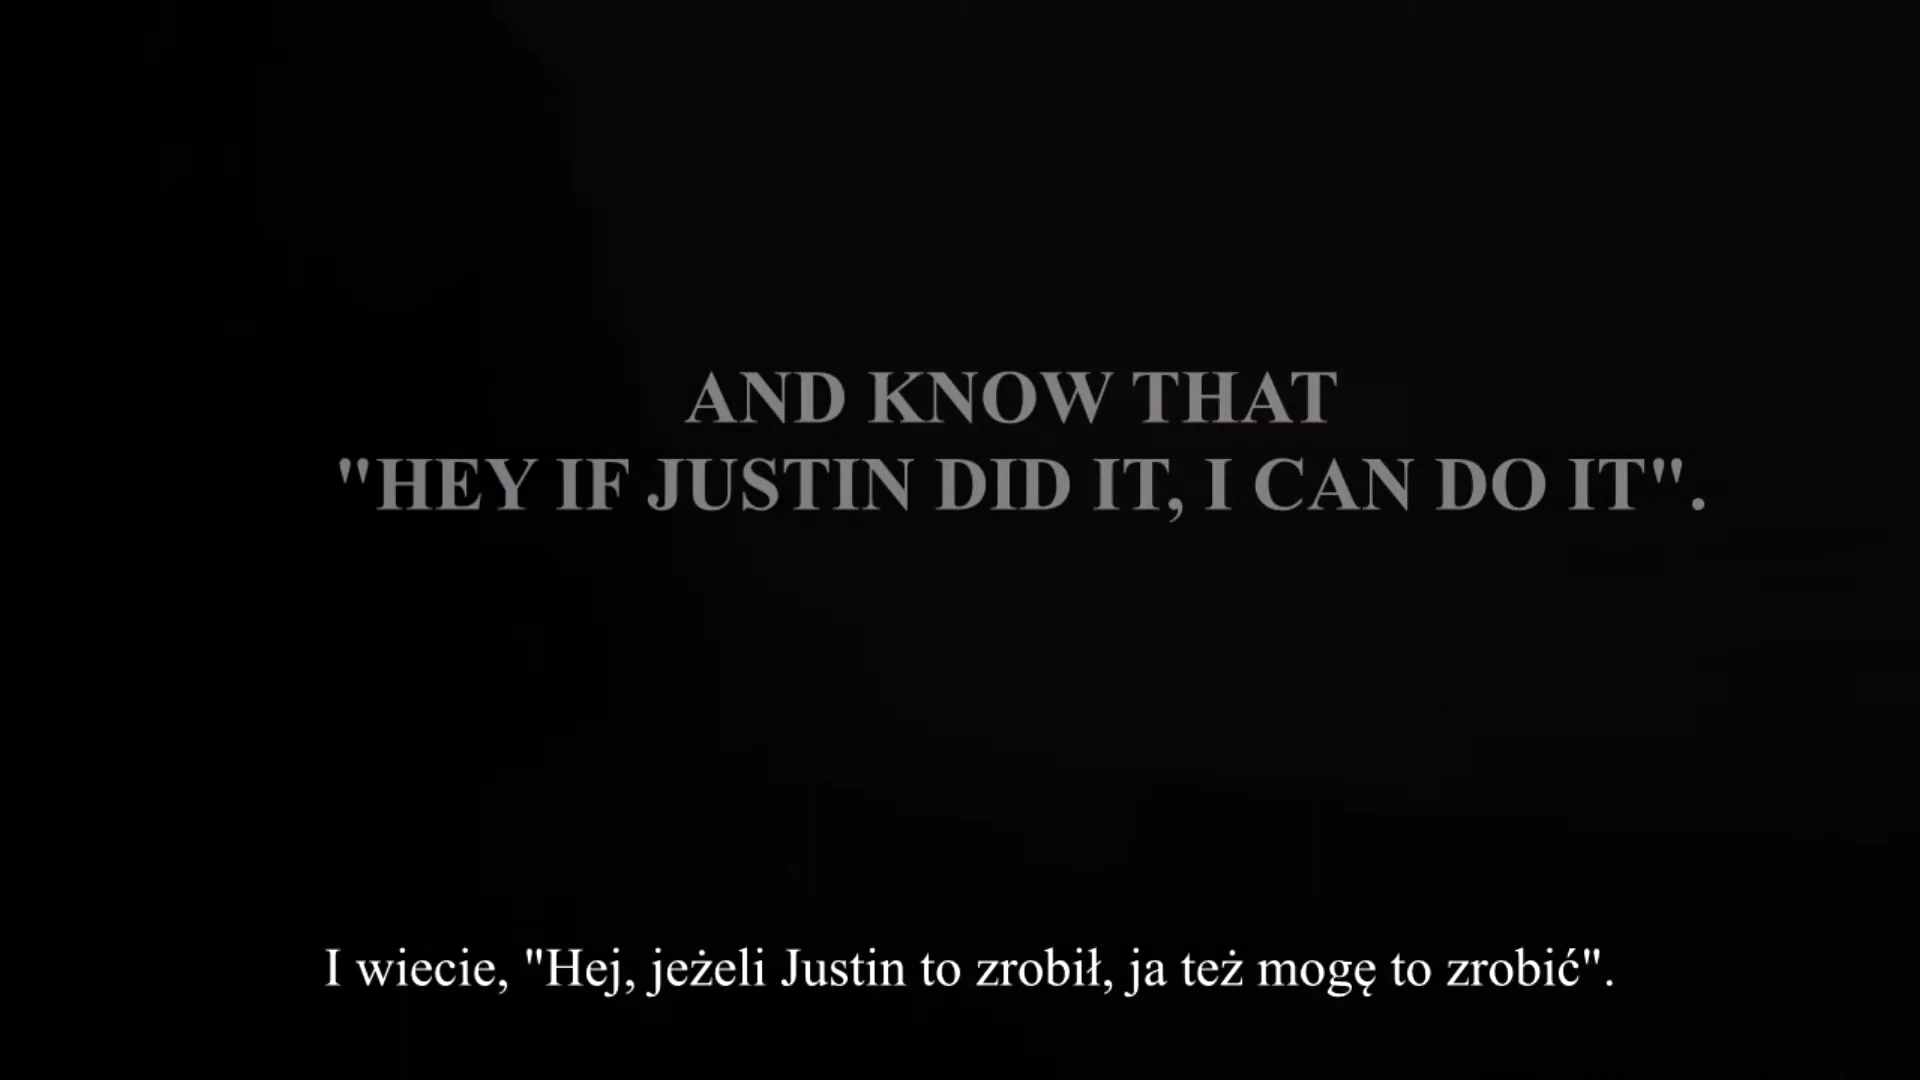 AND KNOW THAT
"HEY IF JUSTIN DID IT, I CAN DO IT".
I wiecie, "Hej, jeżeli Justin to zrobił, ja też mogę to zrobić".